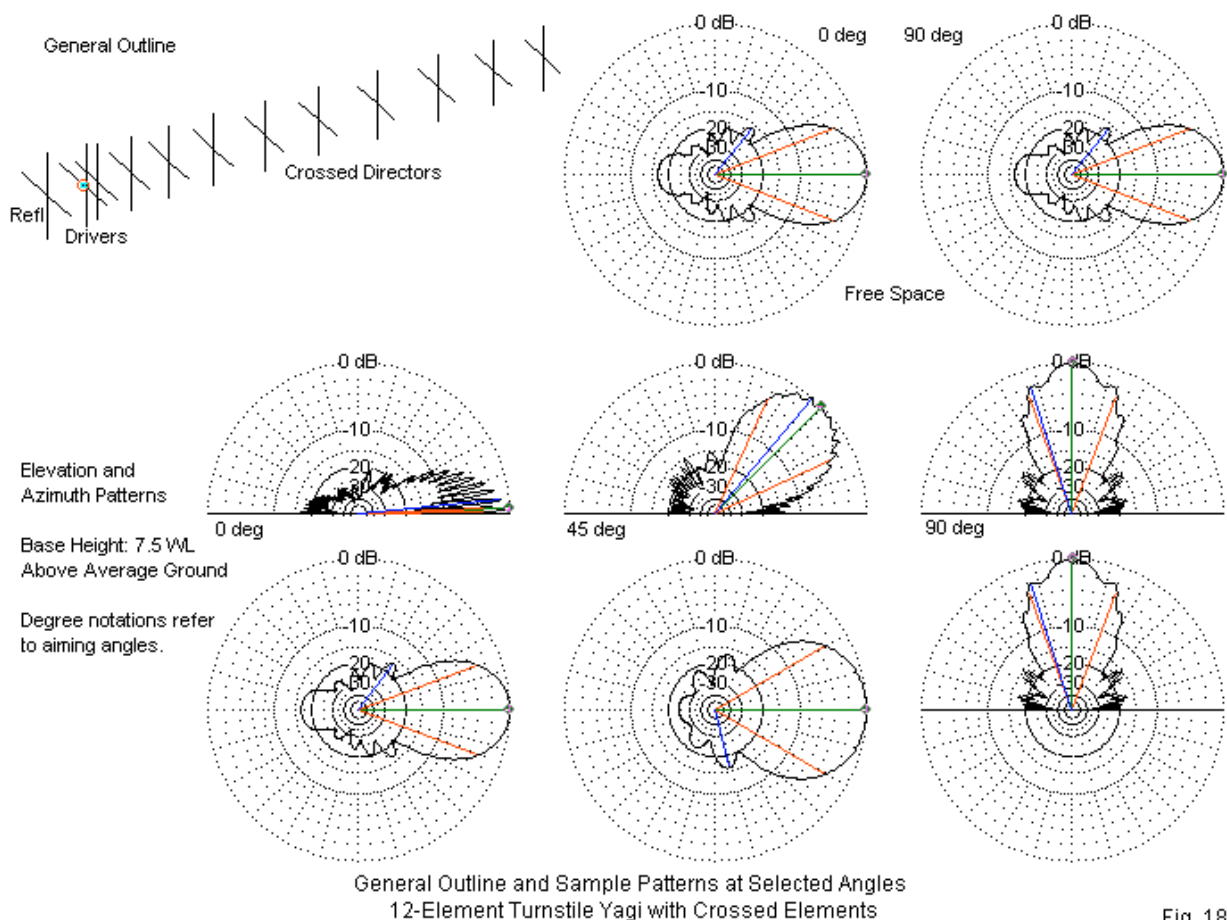 General Outline
Refl
Drivers
Crossed Directors
0 dB
-10
20
30
0 deg
90 deg
0 dB
-10
20
30
Free Space
Elevation and
Azimuth Patterns
Base Height: 7.5 WL
Above Average Ground
Degree notations refer
to aiming angles.
0 dB
-10
20
30
0 deg
0 dB
-10
20
30
45 deg
0 dB
-10
20
30
90 deg
0 dB
-10
20
30
0 dB
-10
20
30
0 dB
-10
20
30
General Outline and Sample Patterns at Selected Angles
12-Element Turnstile Yagi with Crossed Elements
Fig. 18